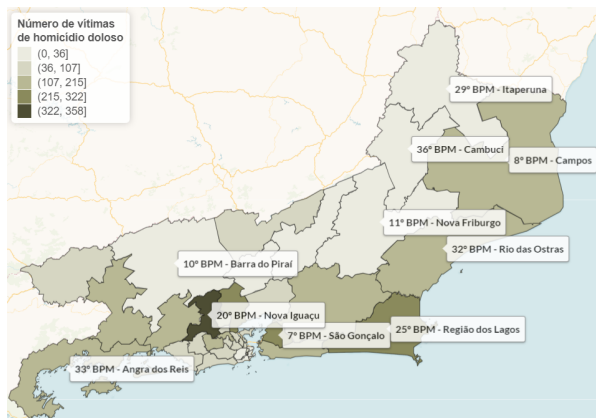 Número de vítimas
de homicídio doloso
(0, 36]
(36, 107]
(107, 215]
(215, 322]
(322, 358]
29º BPM - Itaperuna
36º BPM - Cambuci
8º BPM - Campos
11º BPM - Nova Friburgo
32º BPM - Rio das Ostras
10º BPM - Barra do Piraí
20º BPM - Nova Iguaçu
25º BPM - Região dos Lagos
7º BPM - São Gonçalo
33º BPM - Angra dos Reis